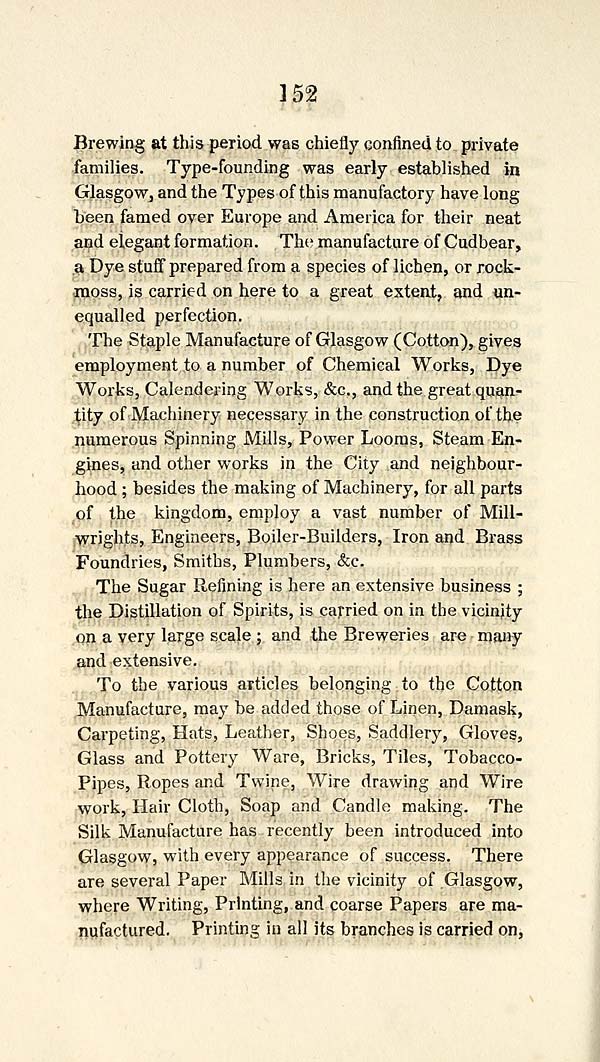 152
Brewing at this period was chiefly confined to private
families. Type-founding was early established in
Glasgow, and the Types of this manufactory have long
been famed over Europe and America for their neat
and elegant formation. The manufacture of Cudbear,
a Dye stuff prepared from a species of lichen, or rock-
moss, is carried on here to a great extent, and un-
equalled perfection.
The Staple Manufacture of Glasgow (Cotton), gives
employment to a number of Chemical Works, Dye
Works, Calendering Works, &c., and the great quan-
tity of Machinery necessary in the construction of the
numerous Spinning Mills, Power Looms, Steam En-
gines, and other works in the City and neighbour-
hood ; besides the making of Machinery, for all parts
of the kingdom, employ a vast number of Mill-
wrights, Engineers, Boiler-Builders, Iron and Brass
Foundries, Smiths, Plumbers, &c.
The Sugar Refining is here an extensive business ;
the Distillation of Spirits, is carried on in the vicinity
on a very large scale ; and the Breweries are many
and extensive.
To the various articles belonging to the Cotton
Manufacture, may be added those of Linen, Damask,
Carpeting, Hats, Leather, Shoes, Saddlery, Gloves,
Glass and Pottery Ware, Bricks, Tiles, Tobacco-
Pipes, Ropes and Twine, Wire drawing and Wire
work, Hair Cloth, Soap and Candle making. The
Silk Manufacture has recently been introduced into
Glasgow, with every appearance of success. There
are several Paper Mills in the vicinity of Glasgow,
where Writing, Printing, and coarse Papers are ma-
nufactured. Printing in all its branches is carried on,